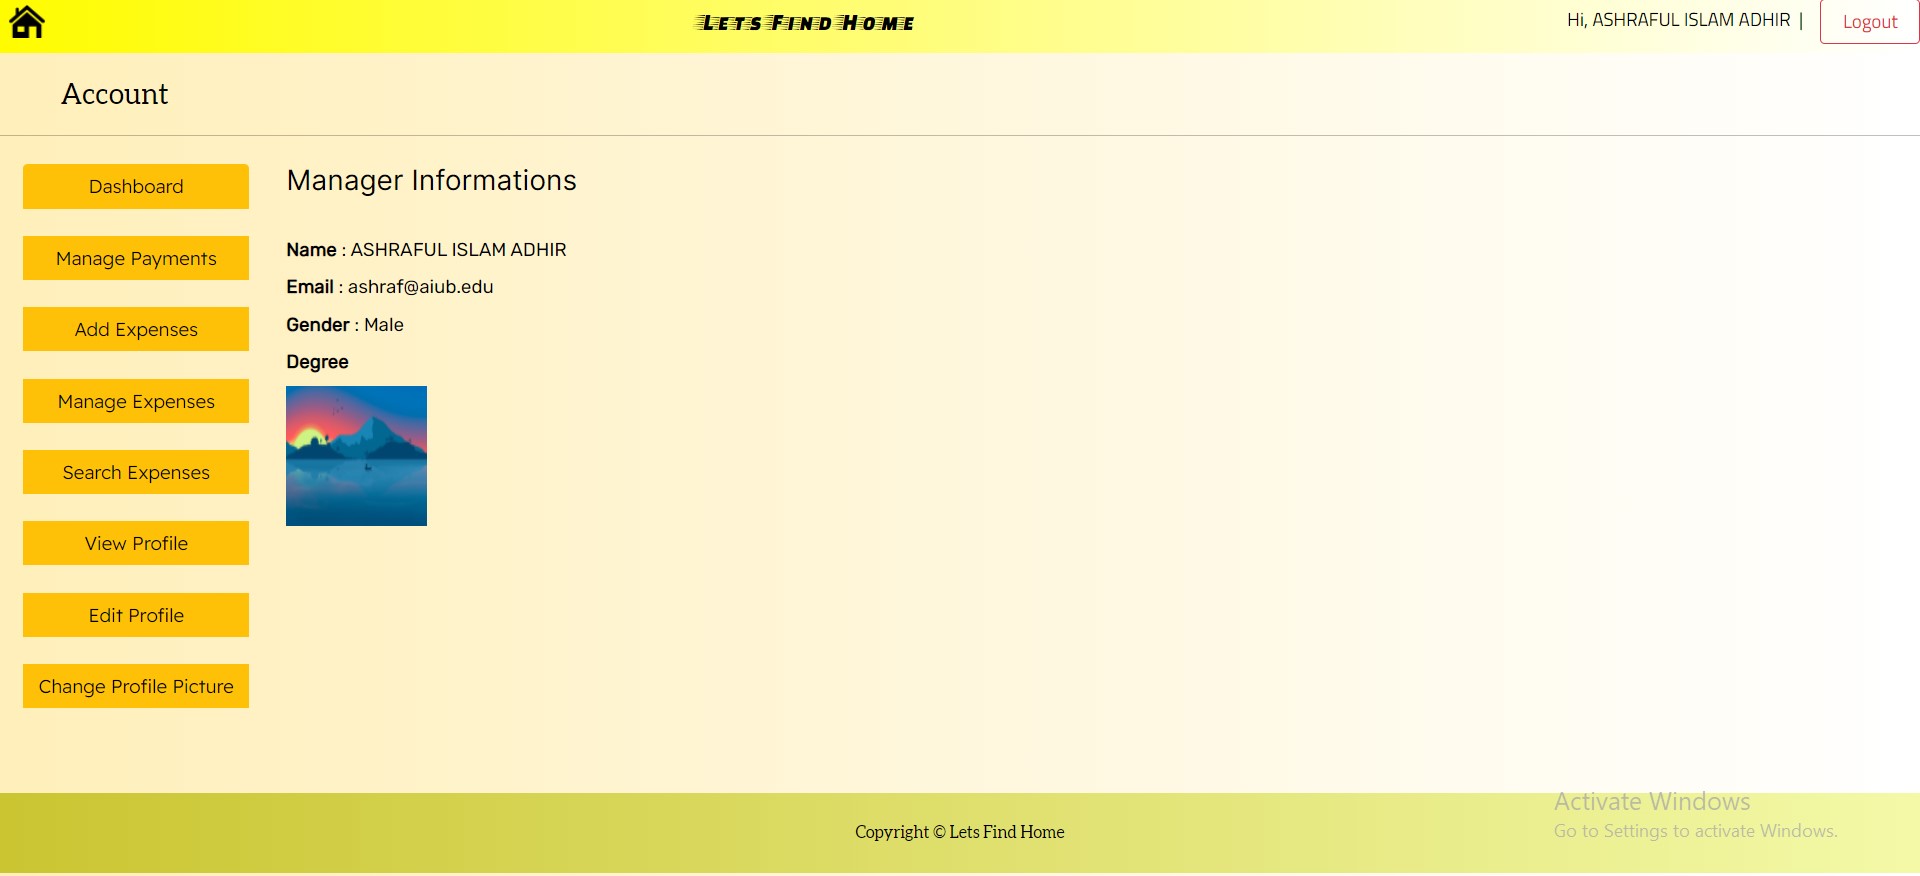 Lets Find Home
Hi, ASHRAFUL ISLAM ADHIR |
Logout
Account
Dashboard
Manage Payments
Add Expenses
Manage Expenses
Search Expenses
View Profile
Edit Profile
Change Profile Picture
Manager Informations
Name : ASHRAFUL ISLAM ADHIR
Email : ashraf@aiub.edu
Gender : Male
Degree
Activate Windows
Go to Settings to activate Windows.
Copyright © Lets Find Home